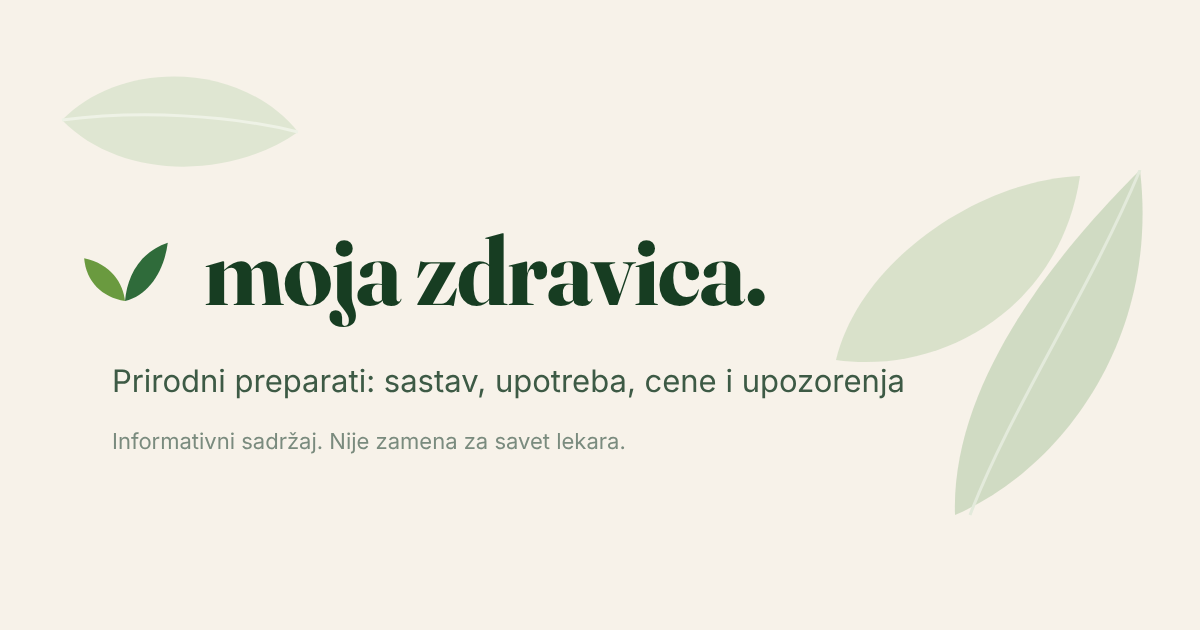 moja zdravica.
Prirodni preparati: sastav, upotreba, cene i upozorenja
Informativni sadržaj. Nije zamena za savet lekara.